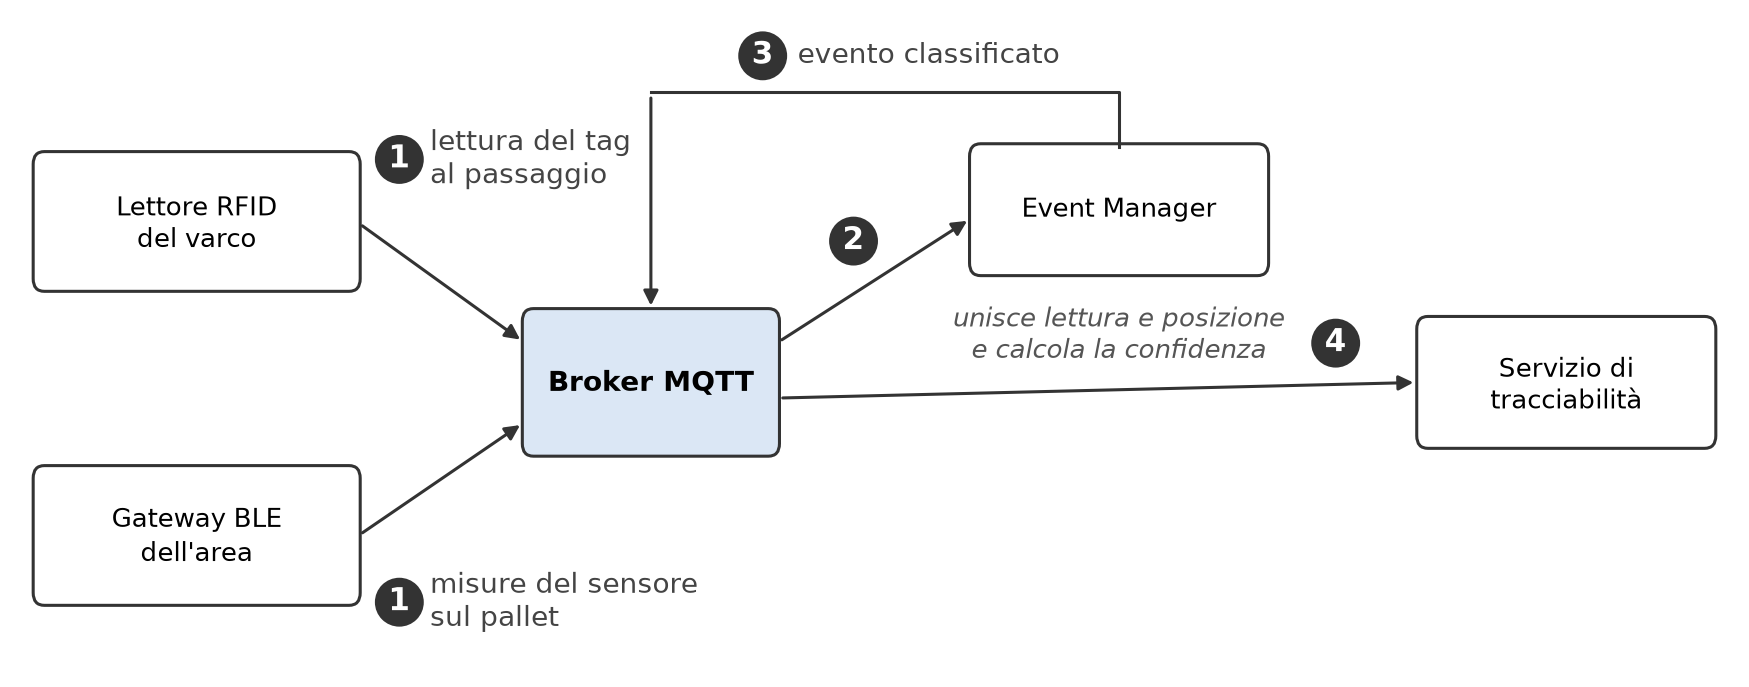 3 evento classificato
1 lettura del tag
al passaggio
Lettore RFID
del varco
2
Event Manager
Broker MQTT
unisce lettura e posizione
e calcola la confidenza
4
Servizio di
tracciabilità
Gateway BLE
dell'area
1 misure del sensore
sul pallet